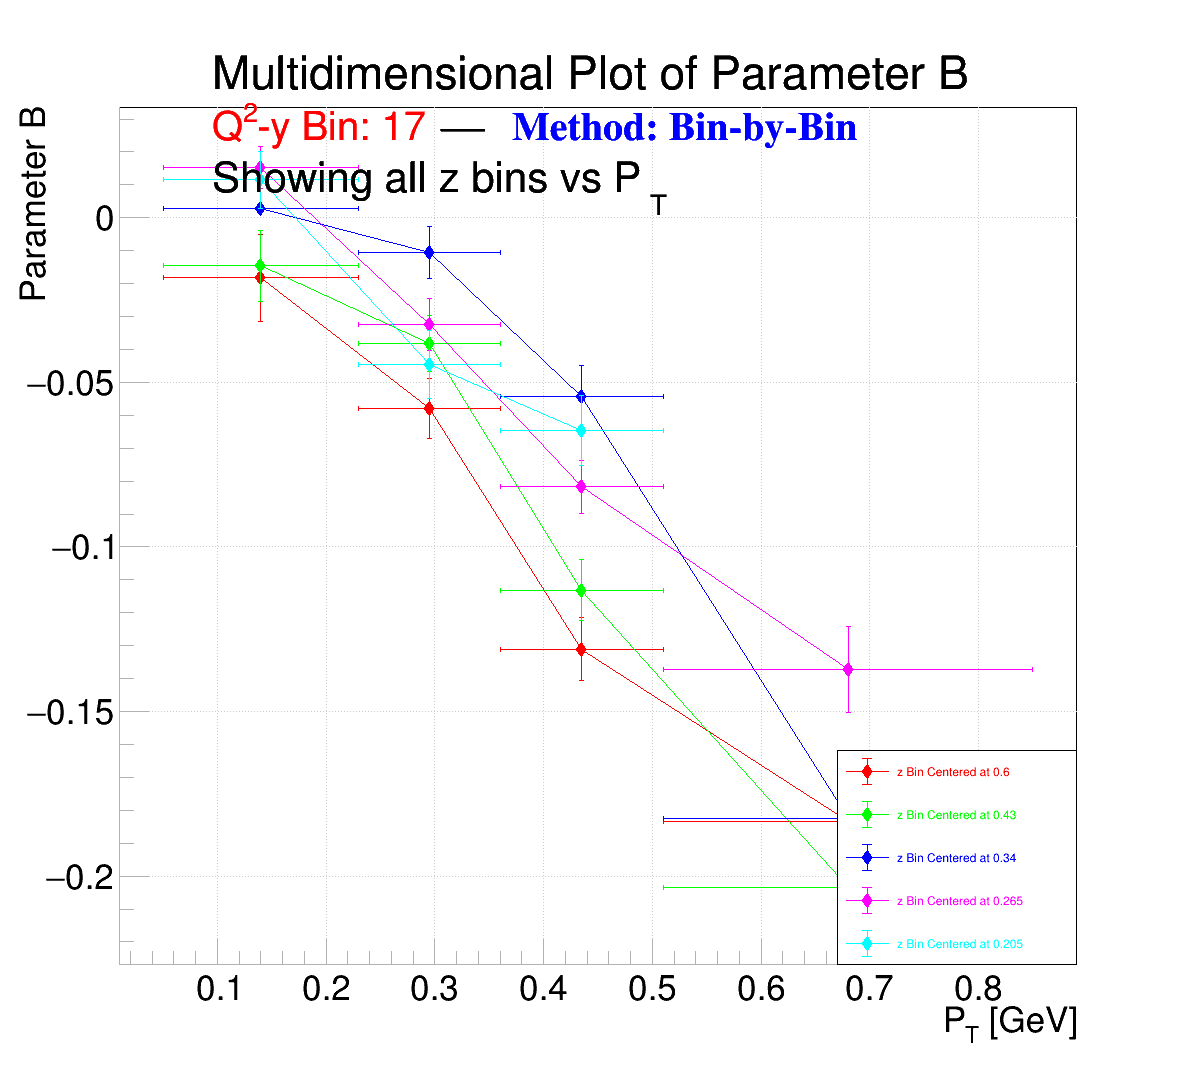 Multidimensional Plot of Parameter B
Q2-y Bin: 17 — Method: Bin-by-Bin
Showing all z bins vs P T
Parameter B
0
−0.05
−0.1
−0.15
−0.2
z Bin Centered at 0.6
z Bin Centered at 0.43
z Bin Centered at 0.34
z Bin Centered at 0.265
z Bin Centered at 0.205
0.1 0.2 0.3 0.4 0.5 0.6 0.7 0.8
PT [GeV]